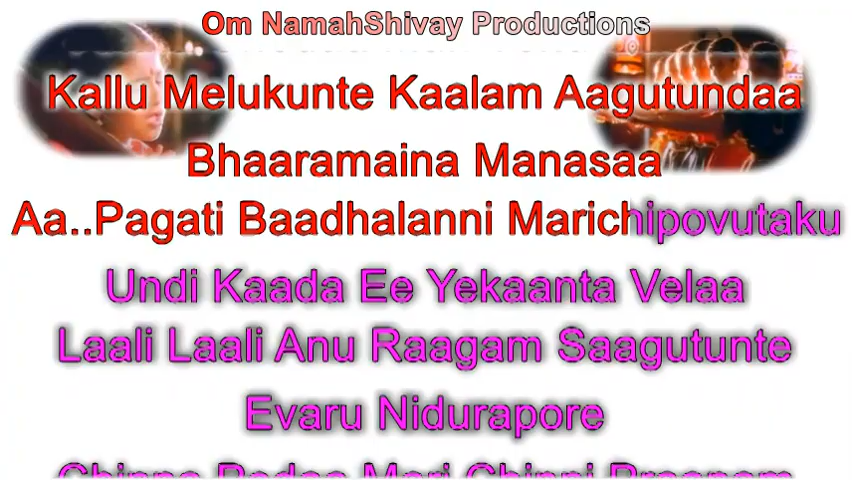 Om NamahShivay Productions
Kallu Melukunte Kaalam Aagutundaa
Bhaaramaina Manasaa
Aa..Pagati Baadhalanni Marichipovutaku
Undi Kaada Ee Yekaanta Velaa
Laali Laali Anu Raagam Saagutunte
Evaru Nidurapore